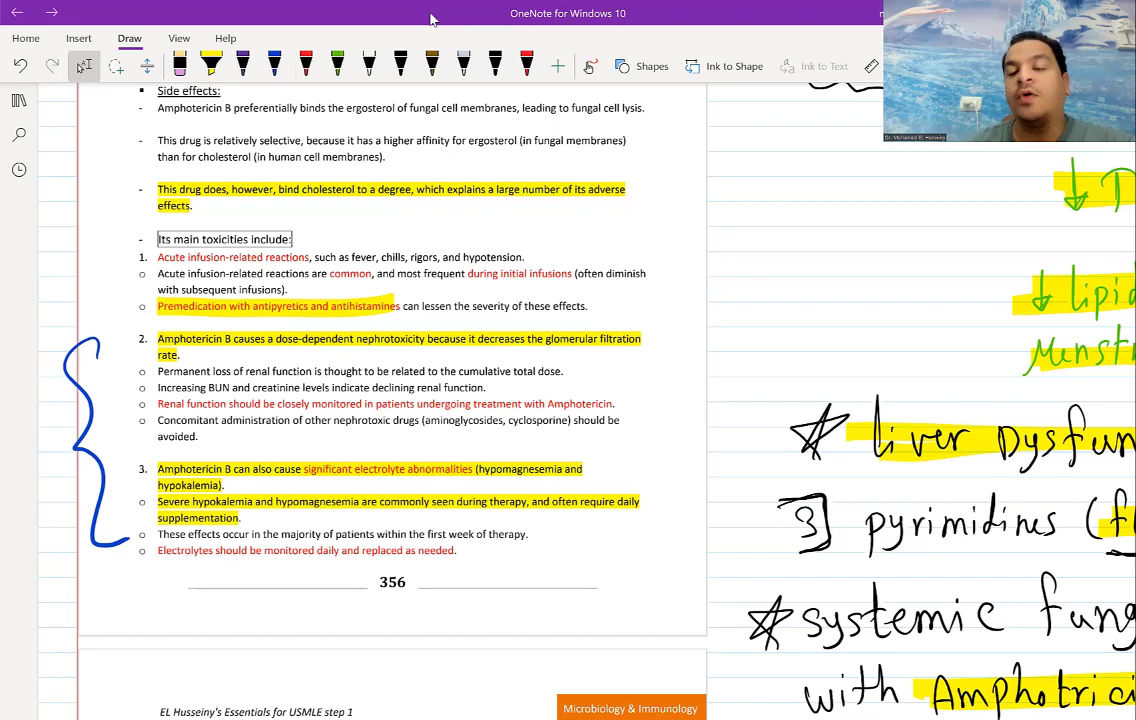 OneNote for Windows 10
Home Insert Draw View Help
Shapes Ink to Shape Ink to Text
Dr. Mohamed EL Husseiny
▪ Side effects:
- Amphotericin B preferentially binds the ergosterol of fungal cell membranes, leading to fungal cell lysis.
- This drug is relatively selective, because it has a higher affinity for ergosterol (in fungal membranes)
than for cholesterol (in human cell membranes).
- This drug does, however, bind cholesterol to a degree, which explains a large number of its adverse
effects.
- Its main toxicities include:
1. Acute infusion-related reactions, such as fever, chills, rigors, and hypotension.
o Acute infusion-related reactions are common, and most frequent during initial infusions (often diminish
with subsequent infusions).
o Premedication with antipyretics and antihistamines can lessen the severity of these effects.
2. Amphotericin B causes a dose-dependent nephrotoxicity because it decreases the glomerular filtration
rate.
o Permanent loss of renal function is thought to be related to the cumulative total dose.
o Increasing BUN and creatinine levels indicate declining renal function.
o Renal function should be closely monitored in patients undergoing treatment with Amphotericin.
o Concomitant administration of other nephrotoxic drugs (aminoglycosides, cyclosporine) should be
avoided.
3. Amphotericin B can also cause significant electrolyte abnormalities (hypomagnesemia and
hypokalemia).
o Severe hypokalemia and hypomagnesemia are commonly seen during therapy, and often require daily
supplementation.
o These effects occur in the majority of patients within the first week of therapy.
o Electrolytes should be monitored daily and replaced as needed.
356
EL Husseiny's Essentials for USMLE step 1
Microbiology & Immunology
↓
↓ lipid
Menst
* liver Dysfun
3] pyrimidines (f
* systemic fung
with Amphotrici